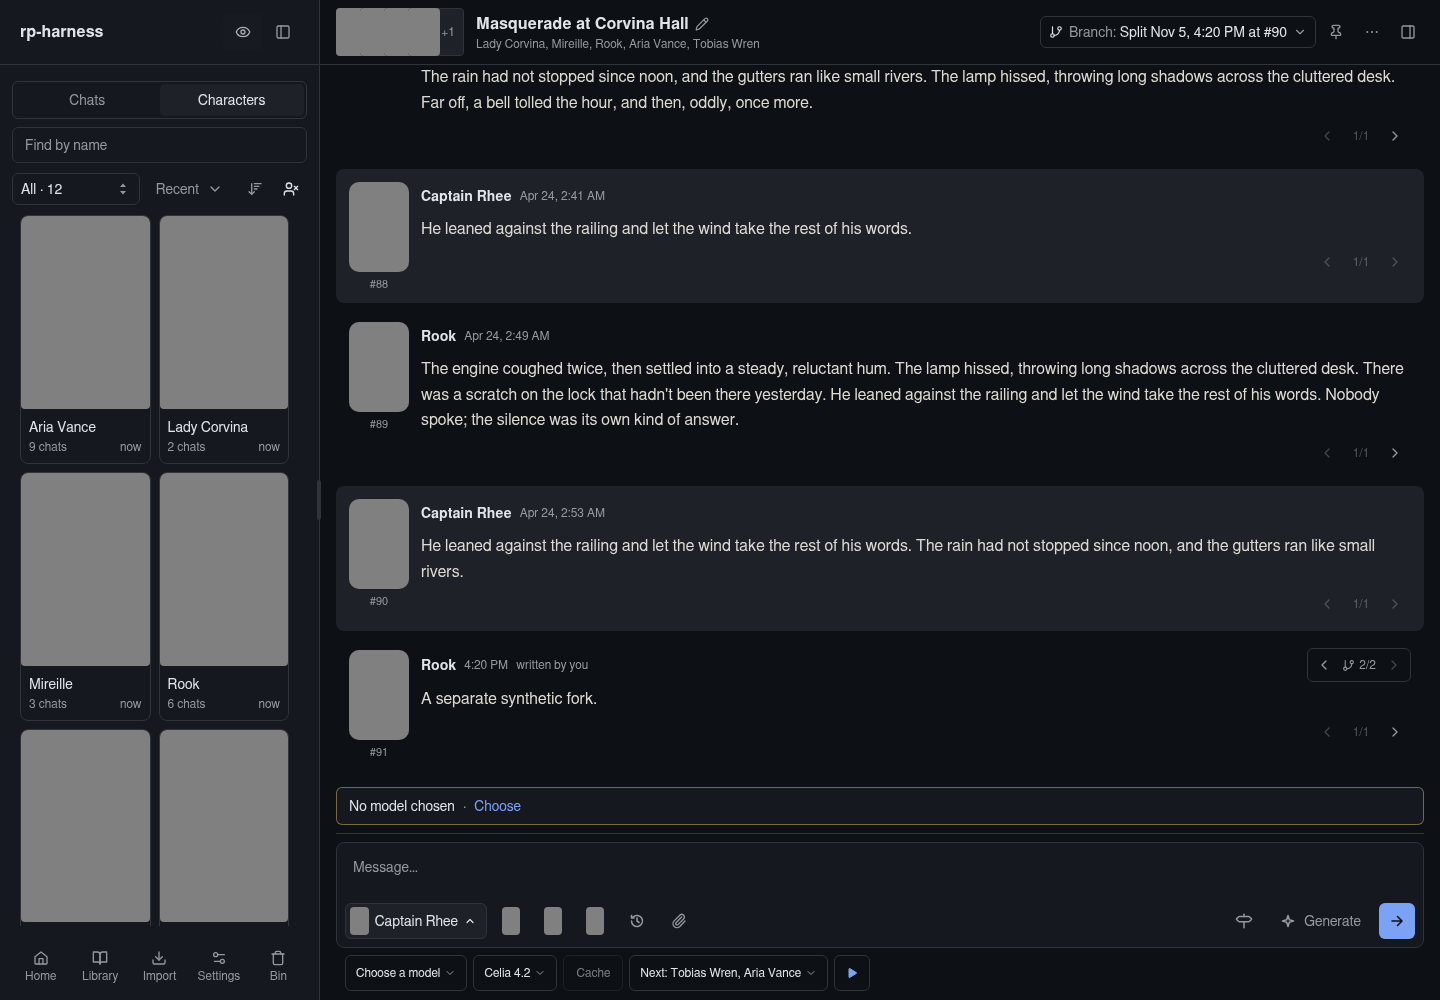 rp-harness
Chats
Characters
Find by name
All · 12
Recent
Aria Vance
9 chats
now
Lady Corvina
2 chats
now
Mireille
3 chats
now
Rook
6 chats
now
Home
Library
Import
Settings
Bin
+1
Masquerade at Corvina Hall
Lady Corvina, Mireille, Rook, Aria Vance, Tobias Wren
Branch: Split Nov 5, 4:20 PM at #90
The rain had not stopped since noon, and the gutters ran like small rivers. The lamp hissed, throwing long shadows across the cluttered desk.
Far off, a bell tolled the hour, and then, oddly, once more.
1/1
Captain Rhee Apr 24, 2:41 AM
He leaned against the railing and let the wind take the rest of his words.
1/1
#88
Rook Apr 24, 2:49 AM
The engine coughed twice, then settled into a steady, reluctant hum. The lamp hissed, throwing long shadows across the cluttered desk. There
was a scratch on the lock that hadn't been there yesterday. He leaned against the railing and let the wind take the rest of his words. Nobody
spoke; the silence was its own kind of answer.
#89
1/1
Captain Rhee Apr 24, 2:53 AM
He leaned against the railing and let the wind take the rest of his words. The rain had not stopped since noon, and the gutters ran like small
rivers.
#90
1/1
Rook 4:20 PM written by you
2/2
A separate synthetic fork.
1/1
#91
No model chosen · Choose
Message...
Captain Rhee
Generate
Choose a model
Celia 4.2
Cache
Next: Tobias Wren, Aria Vance